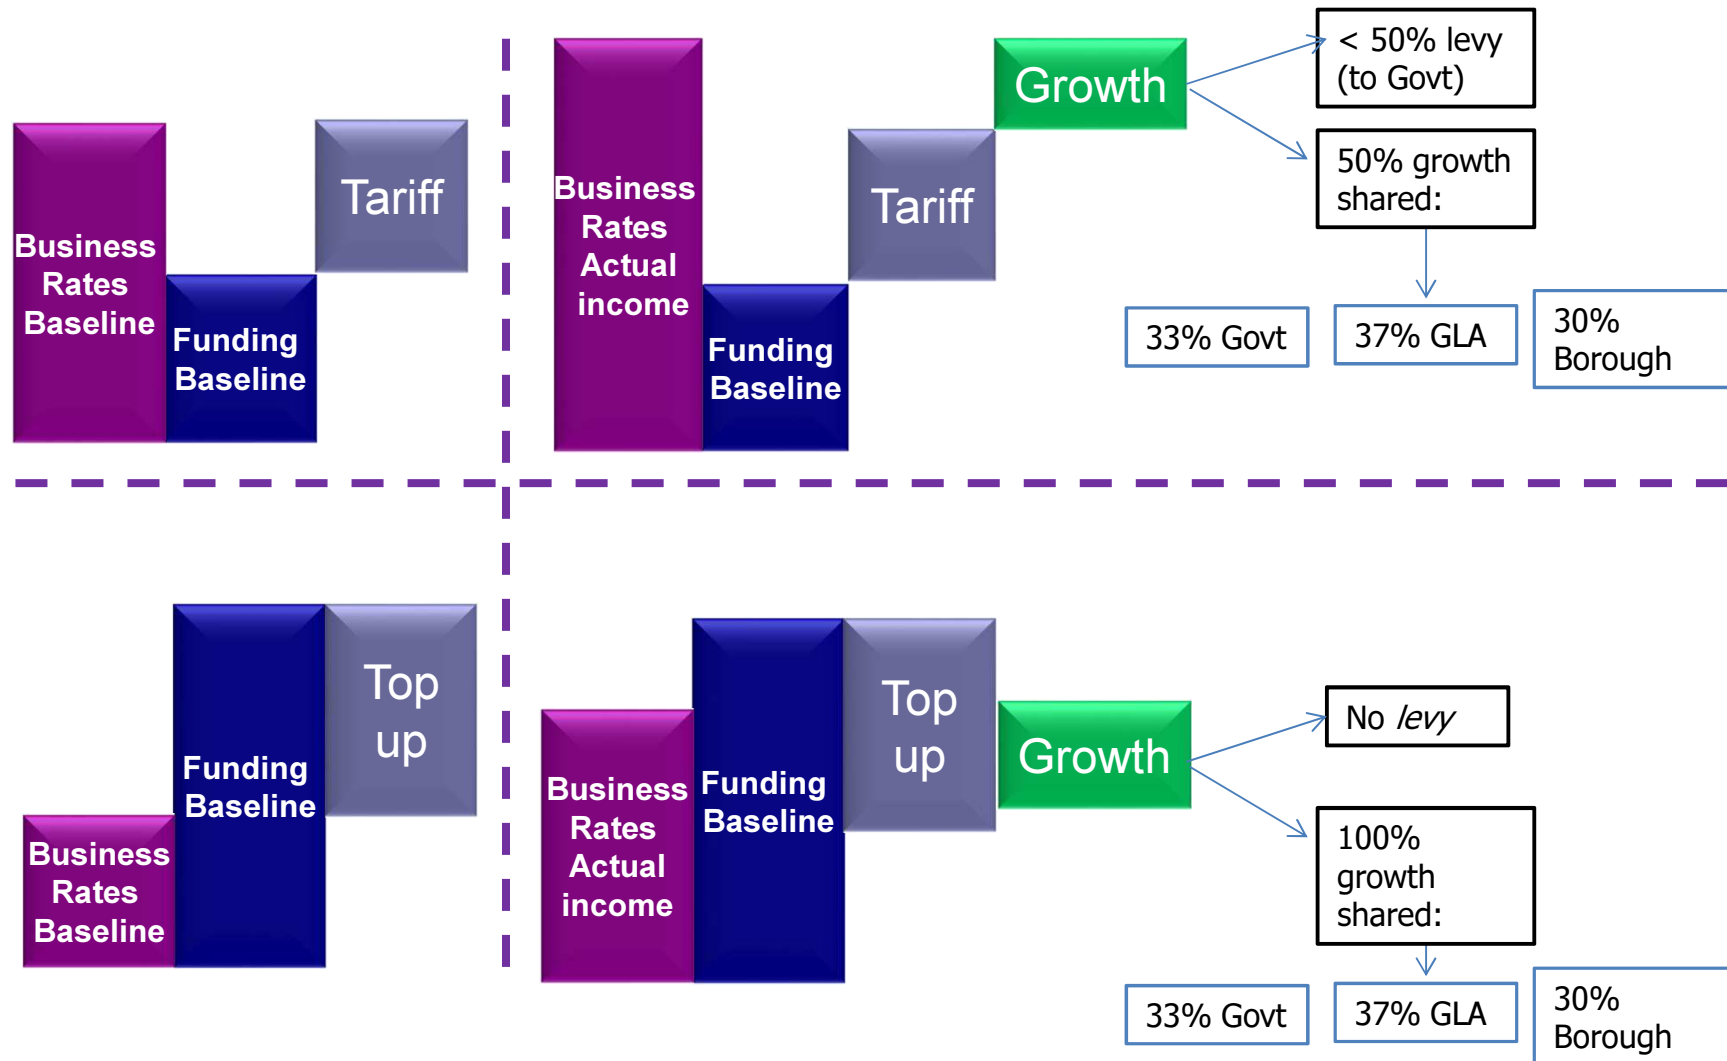 Business
Rates
Baseline
Funding
Baseline
Tariff
Business
Rates
Actual
income
Funding
Baseline
Tariff
Growth
< 50% levy
(to Govt)
50% growth
shared:
33% Govt
37% GLA
30%
Borough
Business
Rates
Baseline
Funding
Baseline
Top
up
Business
Rates
Actual
income
Funding
Baseline
Top
up
Growth
No levy
100%
growth
shared:
33% Govt
37% GLA
30%
Borough